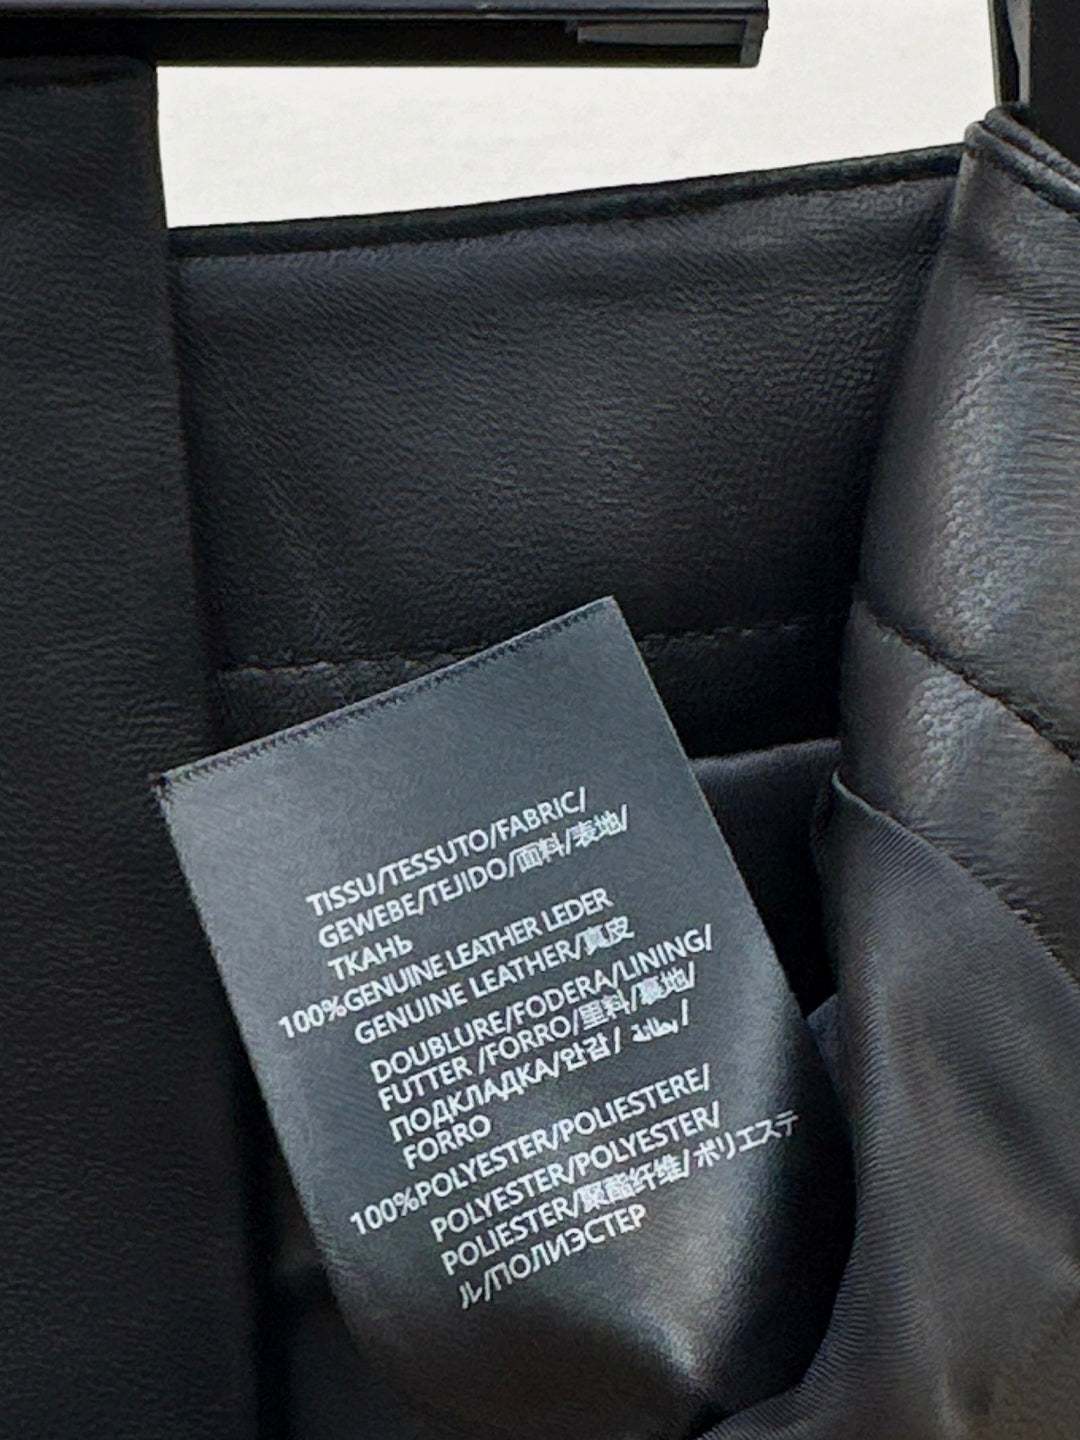 TISSU/TESSUTO/FABRIC/
GEWEBE/TEJIDO/面料/表地/
ТКАНЬ
100%GENUINE LEATHER LEDER
GENUINE LEATHER/真皮
DOUBLURE/FODERA/LINING/
FUTTER /FORRO/里料/裏地/
ПОДКЛАДКА/안감/ /
FORRO
100%POLYESTER/POLIESTERE/
POLYESTER/POLYESTER/
POLIESTER/聚酯纤维/ポリエステ
ル/ПОЛИЭСТЕР